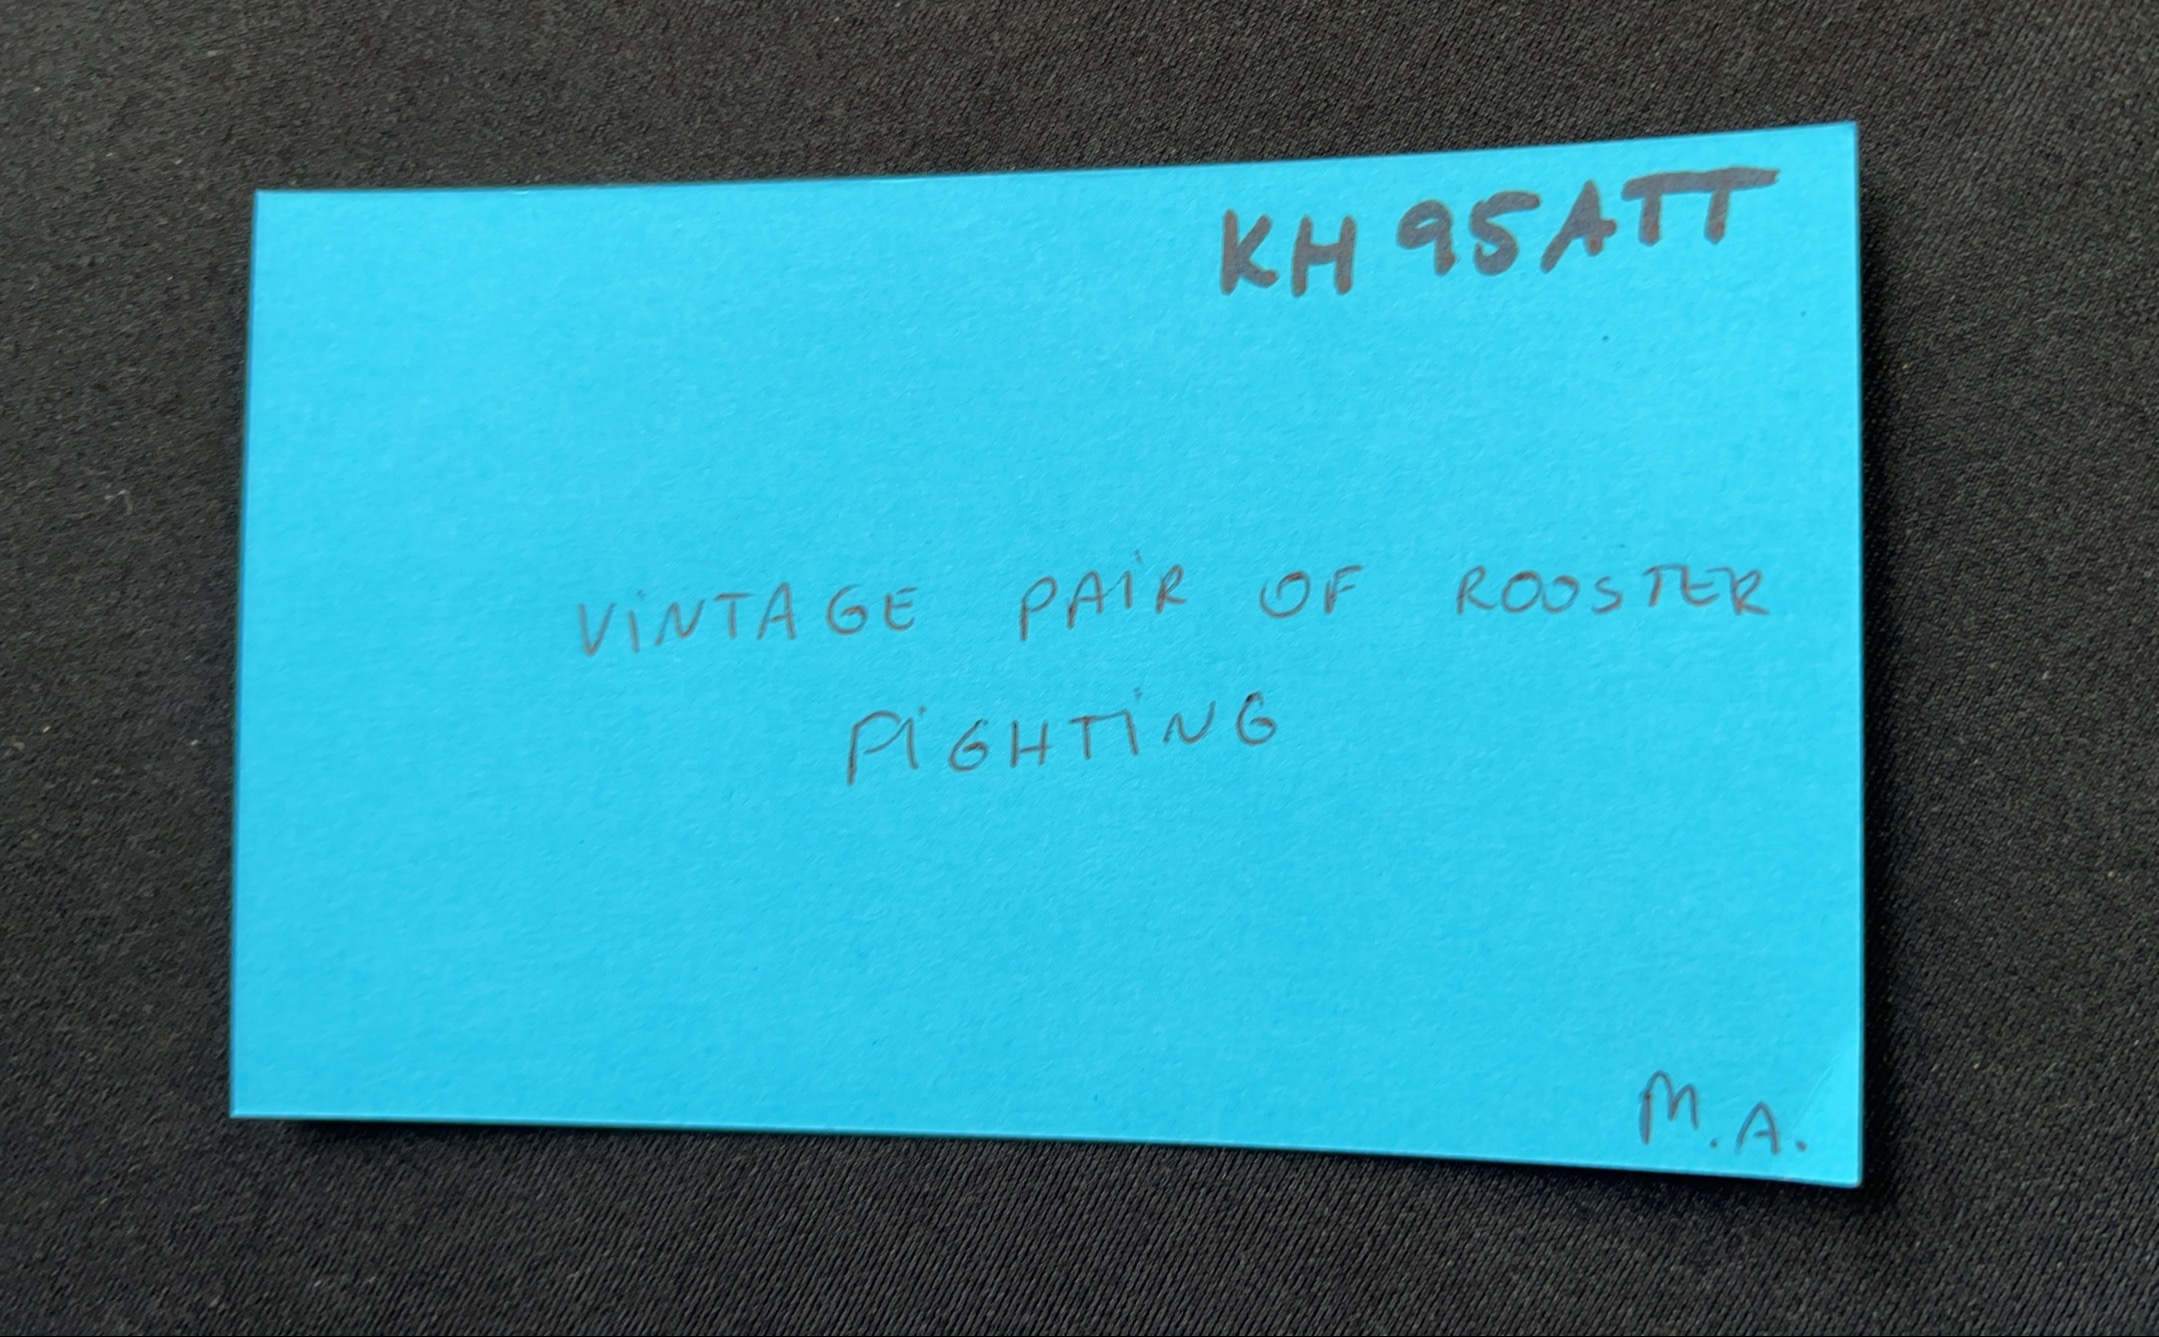 KH 95ATT
VINTAGE PAIR OF ROOSTER
FIGHTING
M.A.